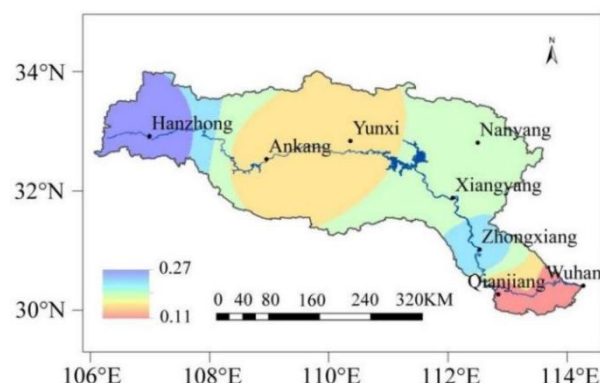 N
34°N
Hanzhong
Yunxi
Nanyang
Ankang
32°N
Xiangyang
Zhongxiang
0.27
Qianjiang
Wuhan
0 40 80 160 240 320KM
0.11
30°N
106°E 108°E 110°E 112°E 114°E